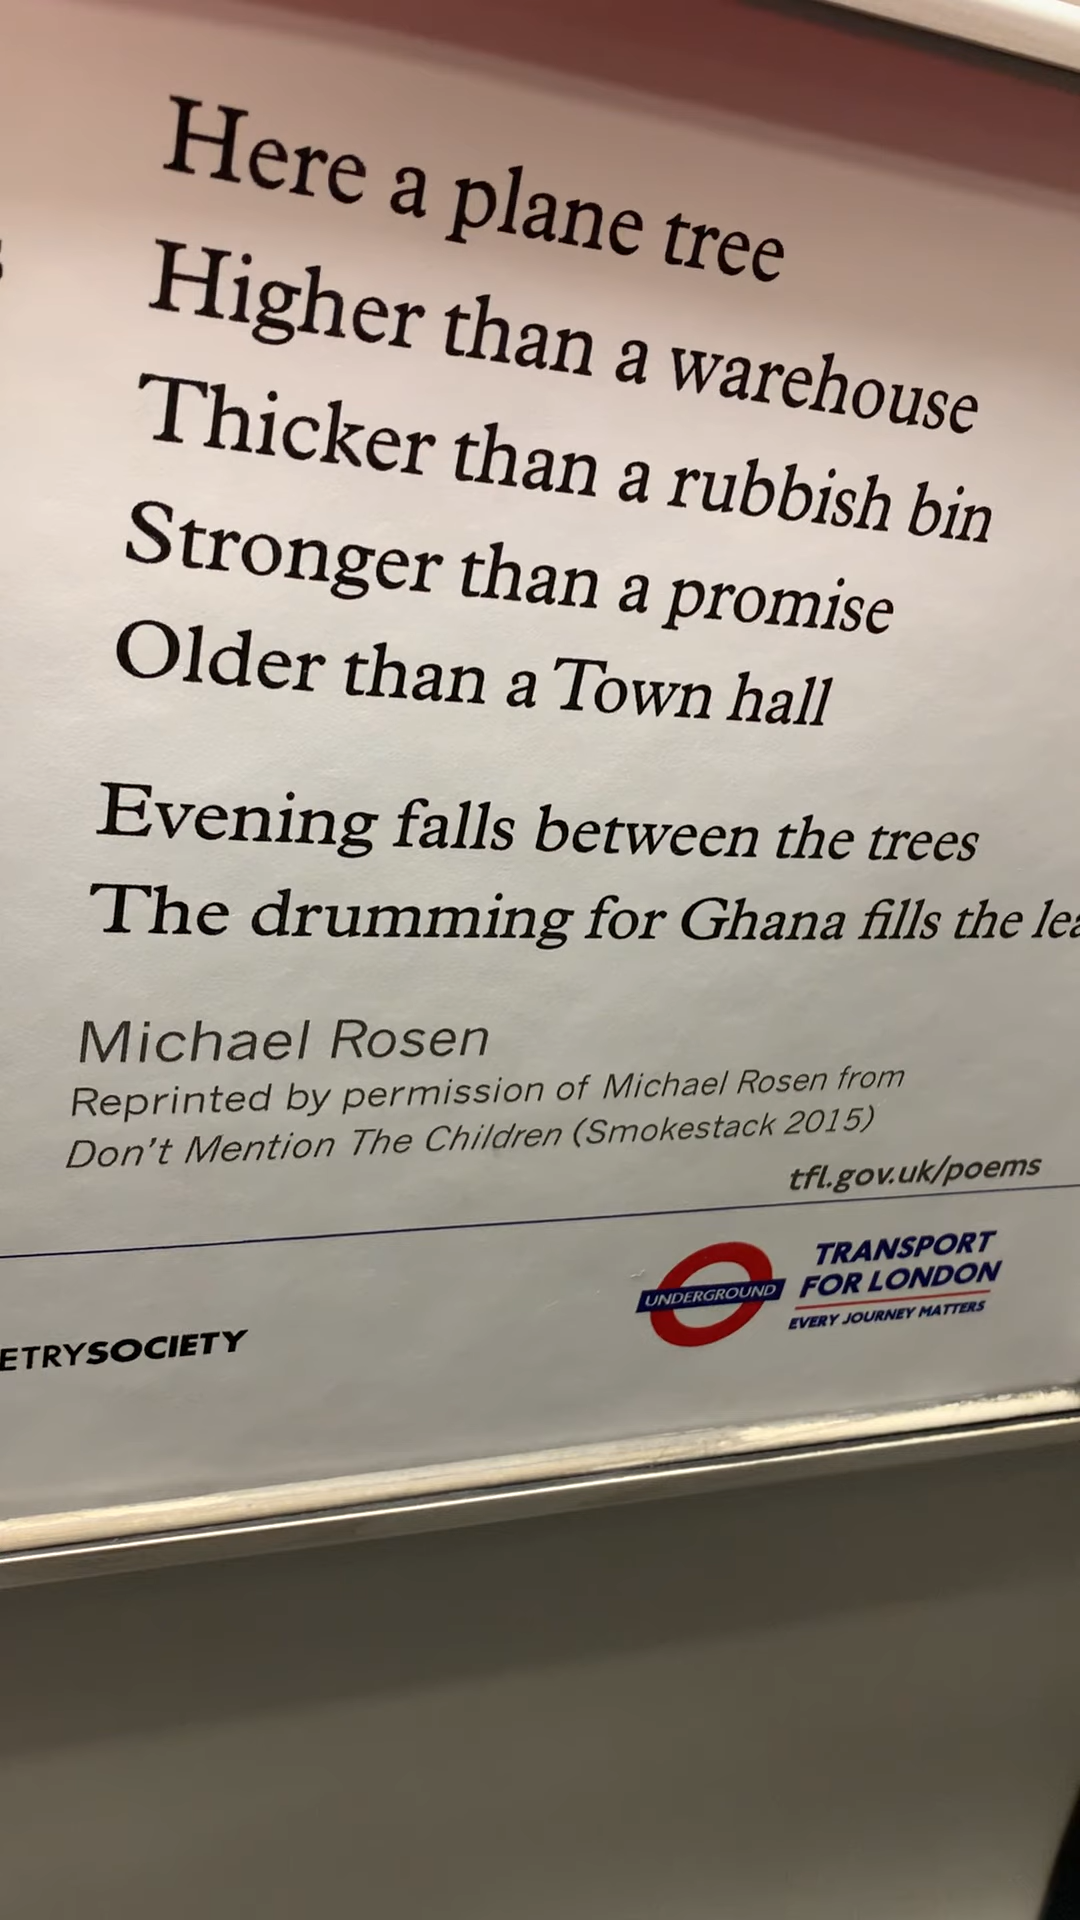 Here a plane tree
Higher than a warehouse
Thicker than a rubbish bin
Stronger than a promise
Older than a Town hall
Evening falls between the trees
The drumming for Ghana fills the
Michael Rosen
Reprinted by permission of Michael Rosen from
Don't Mention The Children (Smokestack 2015)
tfl.gov.uk/poems
UNDERGROUND
TRANSPORT
FOR LONDON
EVERY JOURNEY MATTERS
ETRYSOCIETY